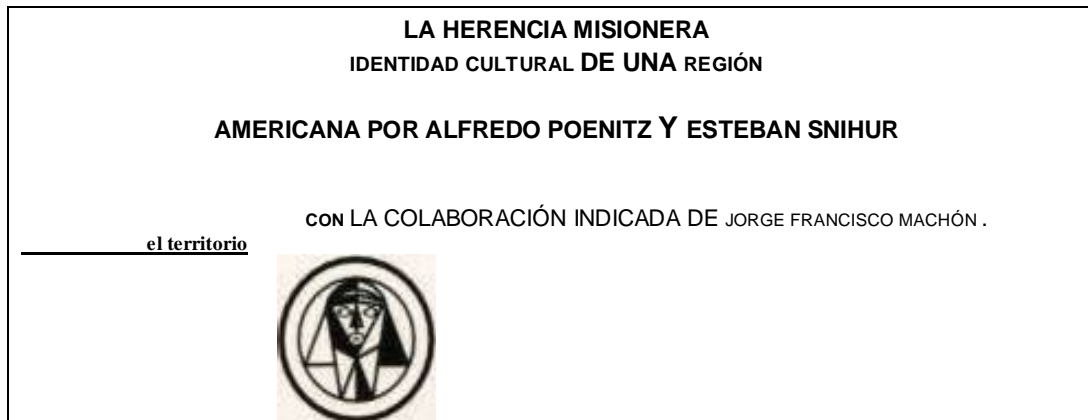 LA HERENCIA MISIONERA
IDENTIDAD CULTURAL DE UNA REGIÓN
AMERICANA POR ALFREDO POENITZ Y ESTEBAN SNIHUR
CON LA COLABORACIÓN INDICADA DE JORGE FRANCISCO MACHÓN .
el territorio